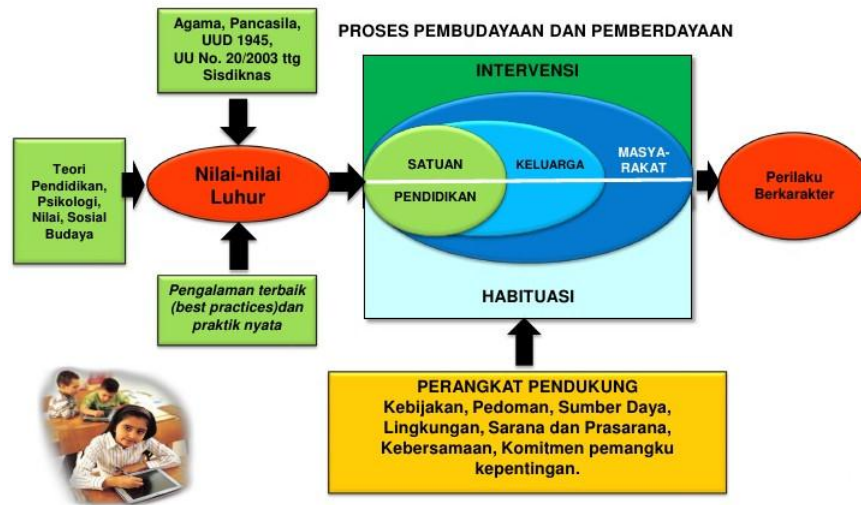 Agama, Pancasila,
UUD 1945,
UU No. 20/2003 ttg
Sisdiknas
PROSES PEMBUDAYAAN DAN PEMBERDAYAAN
INTERVENSI
Teori
Pendidikan,
Psikologi,
Nilai, Sosial
Budaya
Nilai-nilai
Luhur
SATUAN
PENDIDIKAN
KELUARGA
MASYA-
RAKAT
Perilaku
Berkarakter
Pengalaman terbaik
(best practices)dan
praktik nyata
HABITUASI
PERANGKAT PENDUKUNG
Kebijakan, Pedoman, Sumber Daya,
Lingkungan, Sarana dan Prasarana,
Kebersamaan, Komitmen pemangku
kepentingan.